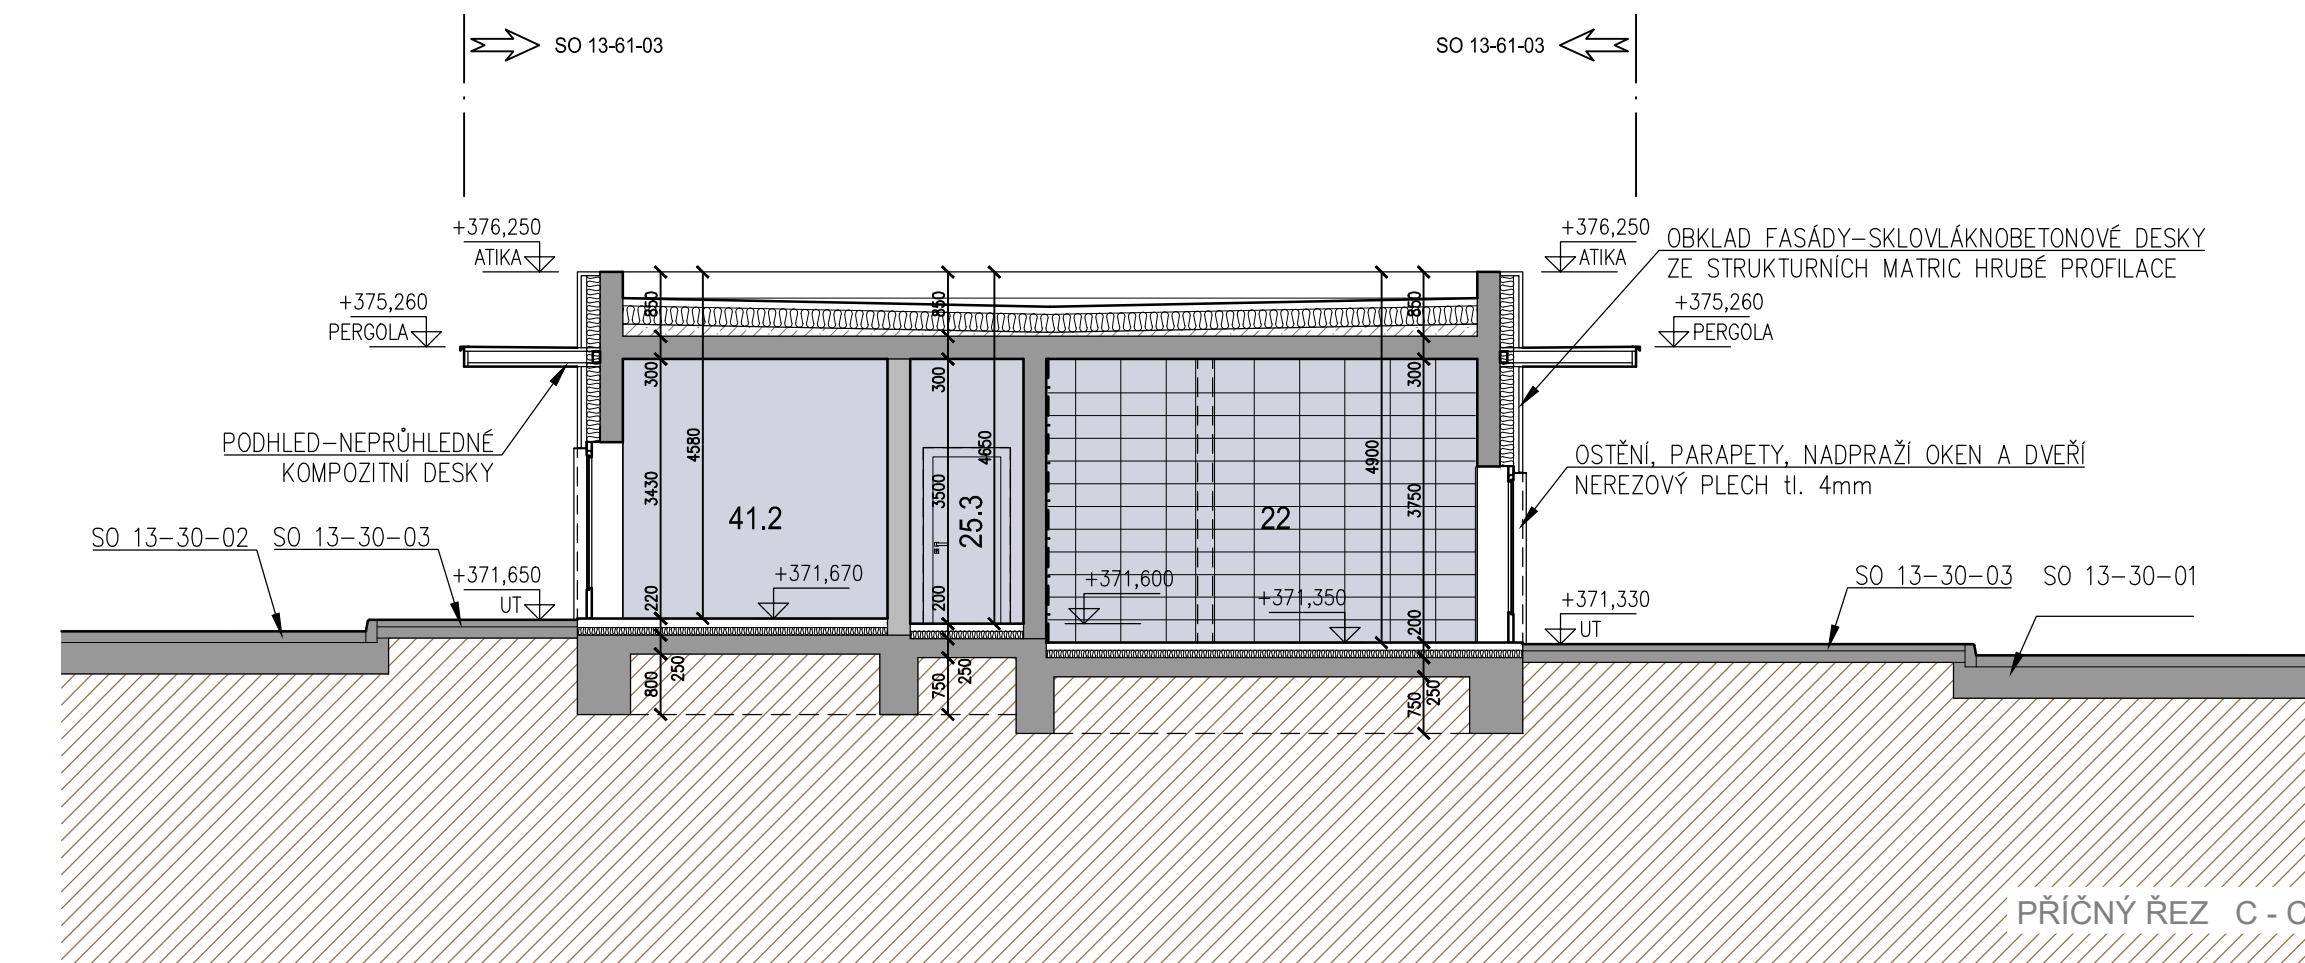 SO 13-61-03
SO 13-61-03
+376,250
ATIKA
+376,250
ATIKA
OBKLAD FASÁDY-SKLOVLÁKNOBETONOVÉ DESKY
ZE STRUKTURNÍCH MATRIC HRUBÉ PROFILACE
+375,260
PERGOLA
+375,260
PERGOLA
850
850
850
300
300
300
4580
4650
4900
PODHLED-NEPRŮHLEDNÉ
KOMPOZITNÍ DESKY
OSTĚNÍ, PARAPETY, NADPRAŽÍ OKEN A DVEŘÍ
NEREZOVÝ PLECH tl. 4mm
3430
3500
3750
41.2
25.3
22
SO 13-30-02
SO 13-30-03
+371,650
UT
+371,670
+371,600
+371,350
+371,330
UT
SO 13-30-03
SO 13-30-01
220
200
200
800
250
750
250
750
250
PŘÍČNÝ ŘEZ C - C